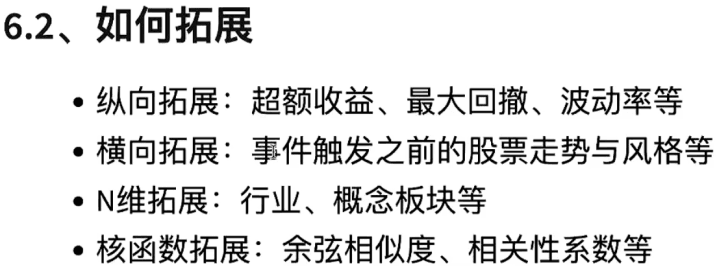 6.2、如何拓展
• 纵向拓展：超额收益、最大回撤、波动率等
• 横向拓展：事件触发之前的股票走势与风格等
• N维拓展：行业、概念板块等
• 核函数拓展：余弦相似度、相关性系数等